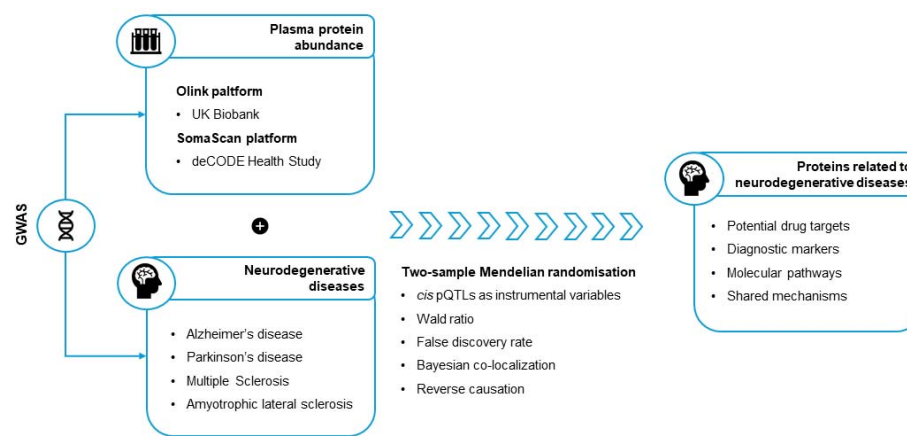 GWAS
Plasma protein
abundance
Olink paltform
• UK Biobank
SomaScan platform
• deCODE Health Study
Neurodegenerative
diseases
• Alzheimer's disease
• Parkinson's disease
• Multiple Sclerosis
• Amyotrophic lateral sclerosis
Two-sample Mendelian randomisation
• cis pQTLs as instrumental variables
• Wald ratio
• False discovery rate
• Bayesian co-localization
• Reverse causation
Proteins related to
neurodegenerative diseases
• Potential drug targets
• Diagnostic markers
• Molecular pathways
• Shared mechanisms